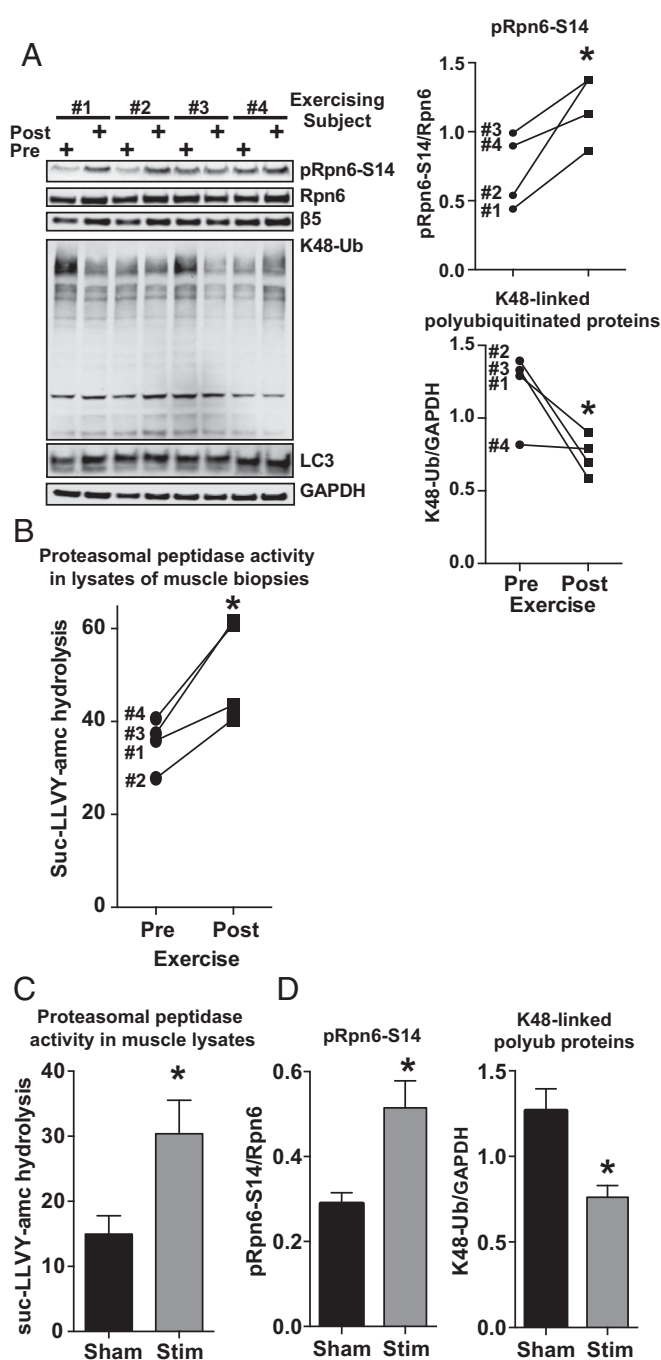 A
#1 #2 #3 #4 Exercising
Subject
Post + + + +
Pre + + + +
pRpn6-S14
Rpn6
β5
K48-Ub
LC3
GAPDH
pRpn6-S14
pRpn6-S14/Rpn6
1.5
1.0
0.5
0.0
*
#3
#4
#2
#1
K48-linked
polyubiquitinated proteins
K48-Ub/GAPDH
1.5
1.0
0.5
0.0
#2
#3
#1
#4
*
Pre Post
Exercise
B
Proteasomal peptidase activity
in lysates of muscle biopsies
Suc-LLVY-amc hydrolysis
60
40
20
0
*
#4
#3
#1
#2
Pre Post
Exercise
C
Proteasomal peptidase
activity in muscle lysates
suc-LLVY-amc hydrolysis
40
30
20
10
0
*
Sham Stim
D
pRpn6-S14
pRpn6-S14/Rpn6
0.6
0.4
0.2
0.0
*
Sham Stim
K48-linked
polyub proteins
K48-Ub/GAPDH
1.5
1.0
0.5
0.0
*
Sham Stim